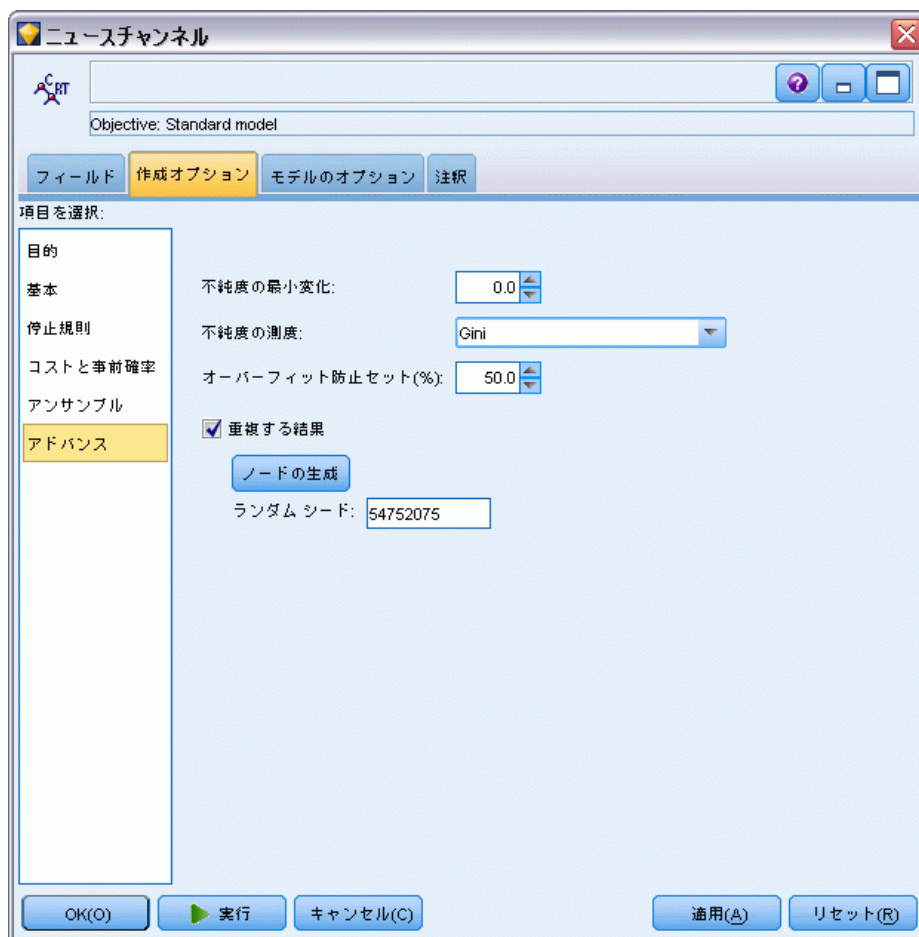 ニュースチャンネル
C RT
Objective: Standard model
フィールド 作成オプション モデルのオプション 注釈
項目を選択:
目的
基本
停止規則
コストと事前確率
アンサンブル
アドバンス
不純度の最小変化: 0.0
不純度の測度: Gini
オーバーフィット防止セット(%): 50.0
重複する結果
ノードの生成
ランダム シード: 54752075
OK(O) 実行 キャンセル(C) 適用(A) リセット(R)